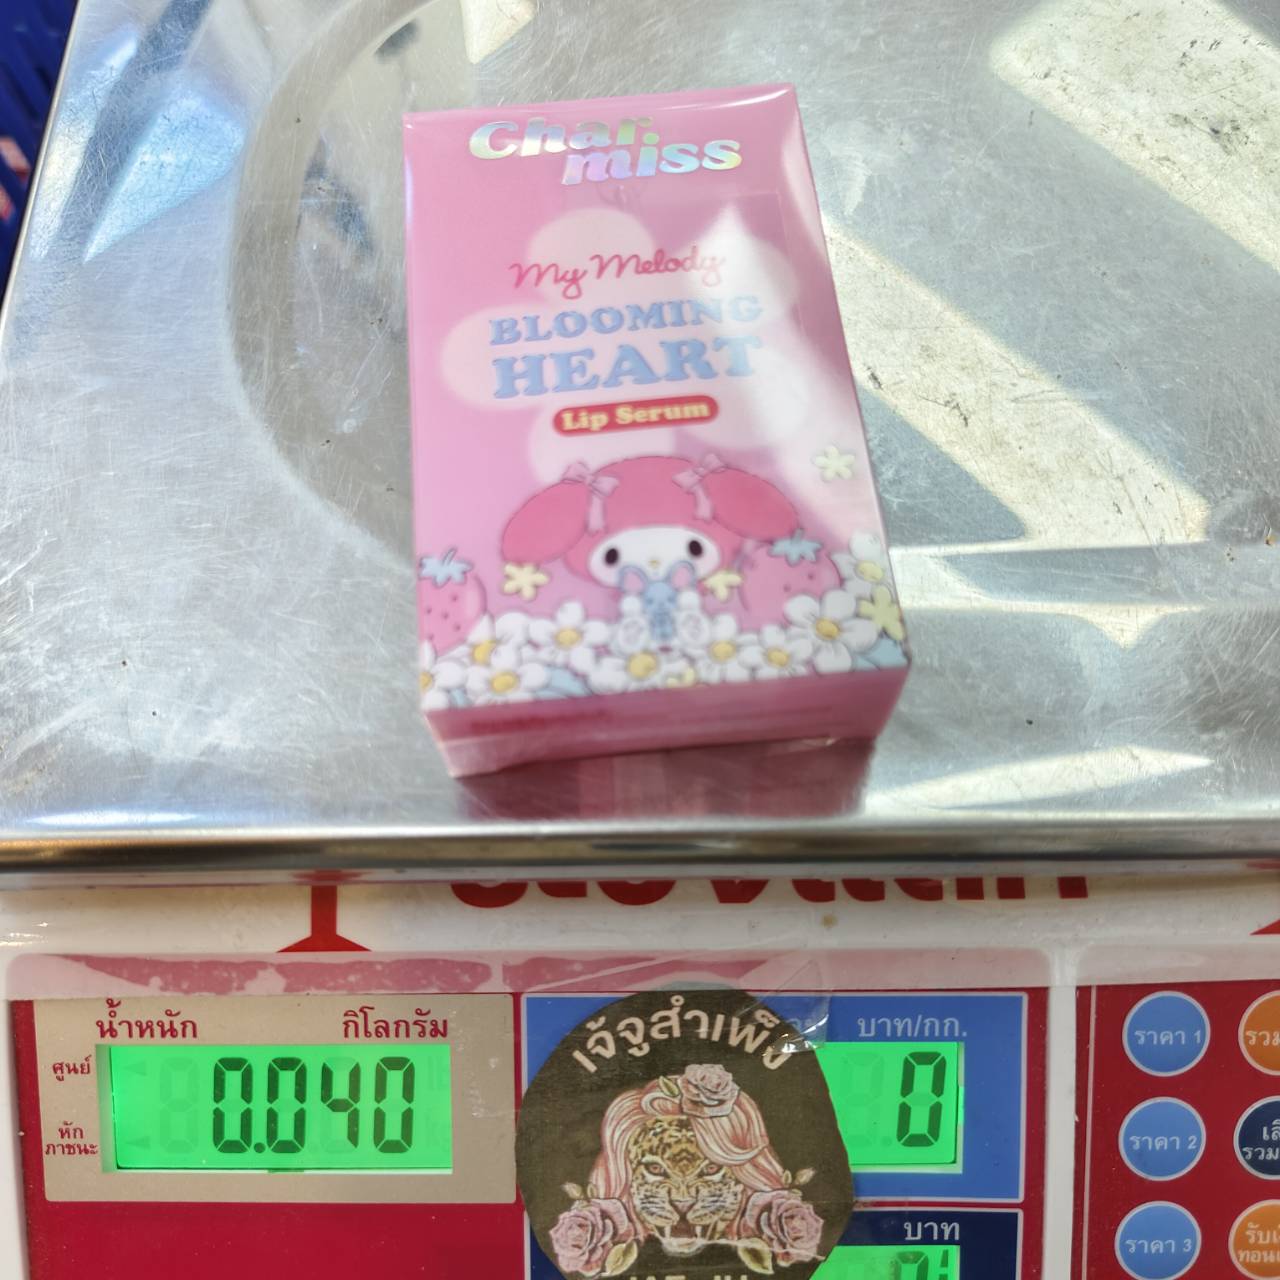 Char
miss
My Melody
BLOOMING
HEART
Lip Serum
น้ำหนัก
กิโลกรัม
ศูนย์
หัก
ภาชนะ
0.040
เจ้จูสำเพ็ง
บาท/กก.
0
บาท
ราคา 1
ราคา 2
ราคา 3